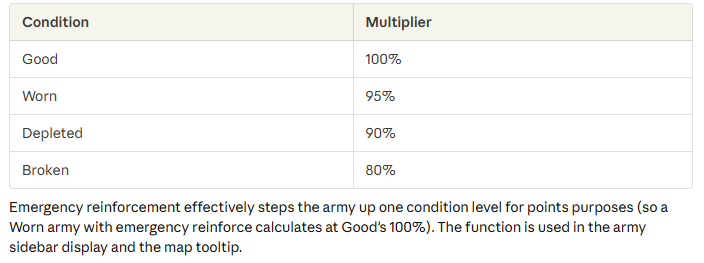 Condition Multiplier
Good 100%
Worn 95%
Depleted 90%
Broken 80%
Emergency reinforcement effectively steps the army up one condition level for points purposes (so a
Worn army with emergency reinforce calculates at Good's 100%). The function is used in the army
sidebar display and the map tooltip.